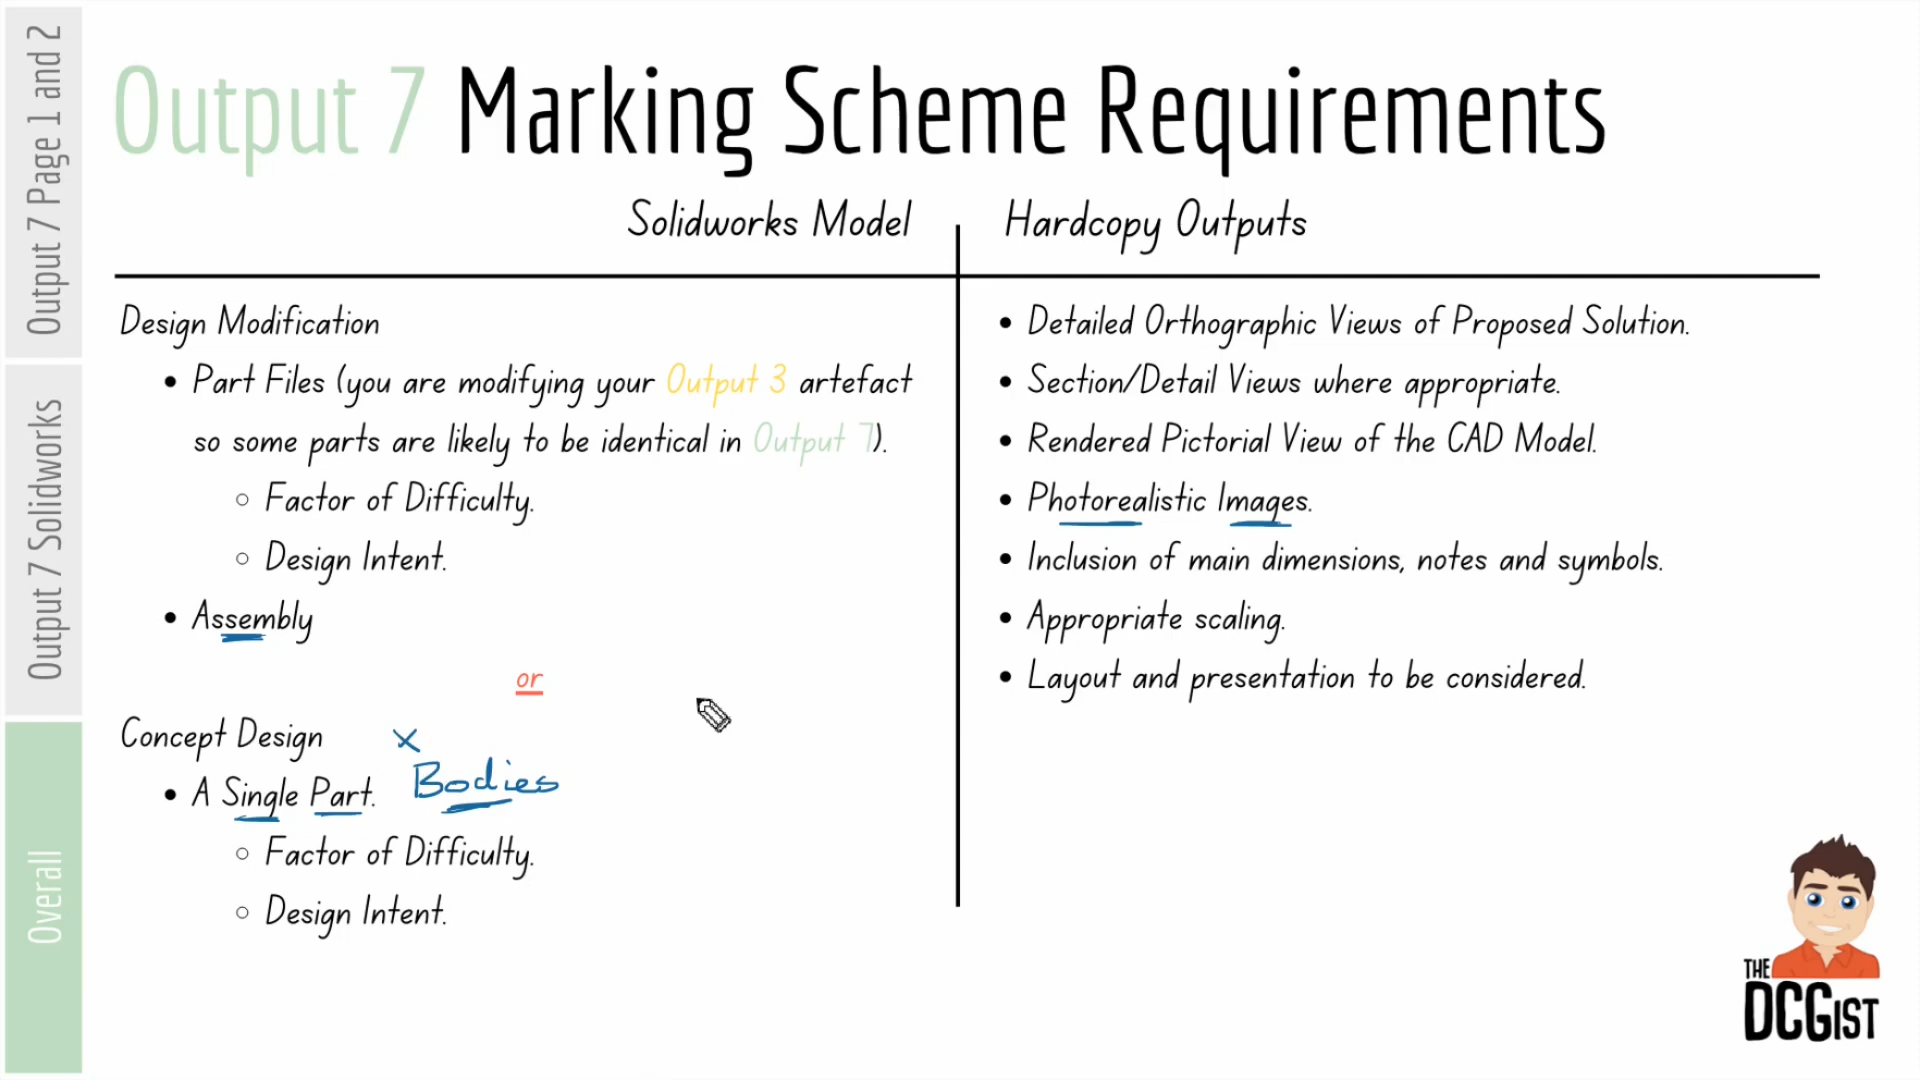 Output 7 Page 1 and 2
Output 7 Solidworks
Overall
Output 7 Marking Scheme Requirements
Solidworks Model
Design Modification
• Part Files (you are modifying your Output 3 artefact
so some parts are likely to be identical in Output 7).
○ Factor of Difficulty.
○ Design Intent.
• Assembly
or
Concept Design ×
• A Single Part. Bodies
○ Factor of Difficulty.
○ Design Intent.
Hardcopy Outputs
• Detailed Orthographic Views of Proposed Solution.
• Section/Detail Views where appropriate.
• Rendered Pictorial View of the CAD Model.
• Photorealistic Images.
• Inclusion of main dimensions, notes and symbols.
• Appropriate scaling.
• Layout and presentation to be considered.
THE
DCGIST